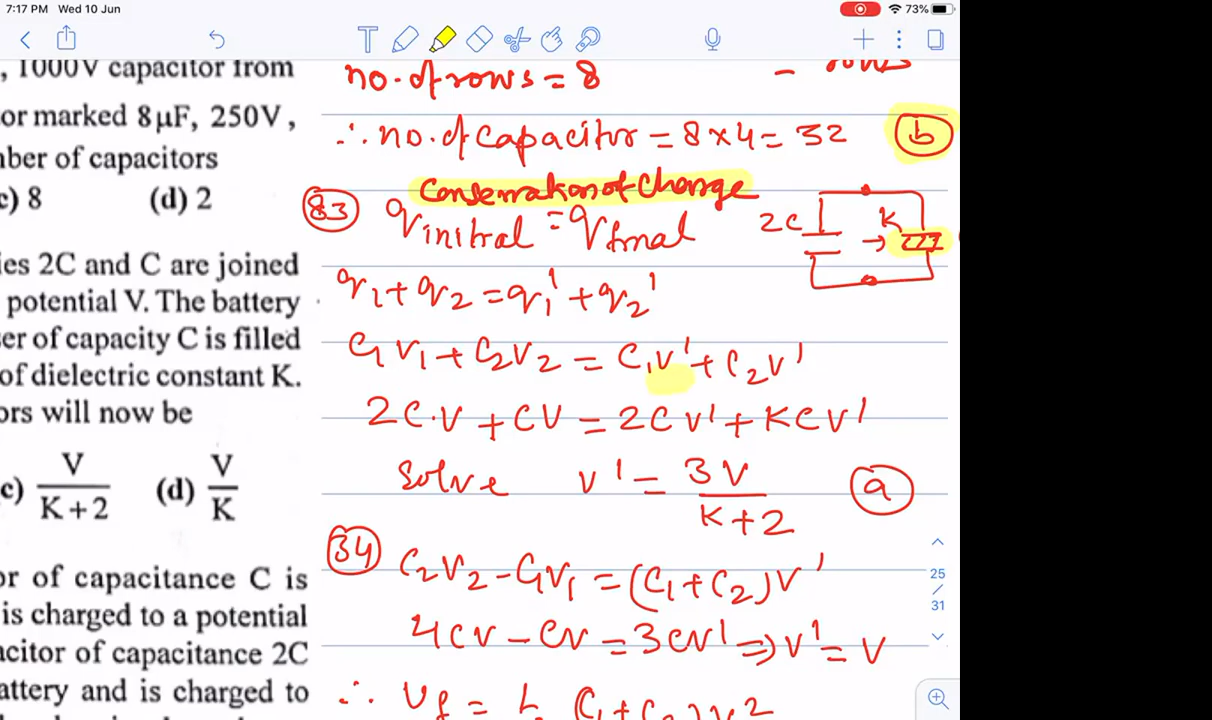 7:17 PM Wed 10 Jun
73%
, 1000V capacitor from
or marked 8μF, 250V,
ber of capacitors
c) 8 (d) 2
ies 2C and C are joined
potential V. The battery
er of capacity C is filled
of dielectric constant K.
ors will now be
c) V/(K+2) (d) V/K
or of capacitance C is
is charged to a potential
acitor of capacitance 2C
attery and is charged to
no. of rows = 8
- rows
∴ no. of Capacitor = 8 × 4 = 32 (b)
Conservation of Charge
83 q initial = q final
2C K
q₁ + q₂ = q₁' + q₂'
C₁V₁ + C₂V₂ = C₁V' + C₂V'
2C·V + CV = 2CV' + KCV'
Solve V' = 3V/(K+2) (a)
34 C₂V₂ - C₁V₁ = (C₁ + C₂)V'
4CV - CV = 3CV' ⇒ V' = V
25
/
31